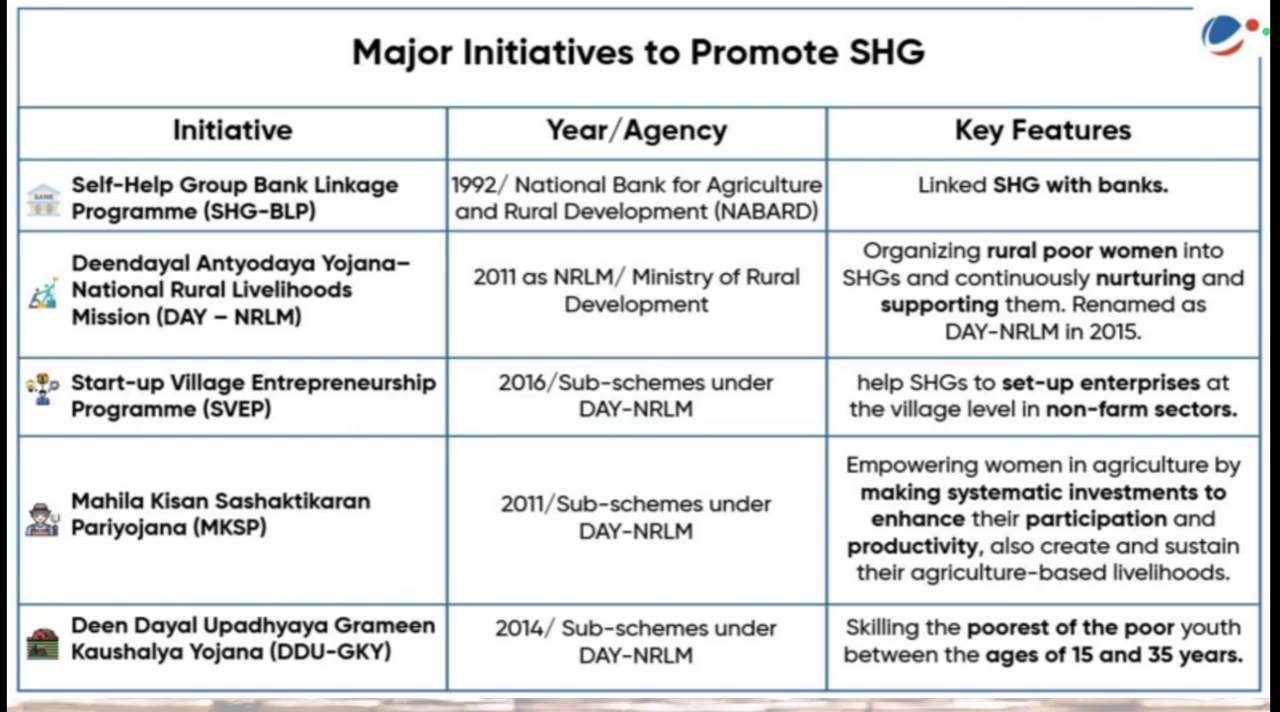 Major Initiatives to Promote SHG
Initiative
Year/Agency
Key Features
BANK
Self-Help Group Bank Linkage
Programme (SHG-BLP)
1992/ National Bank for Agriculture
and Rural Development (NABARD)
Linked SHG with banks.
Deendayal Antyodaya Yojana–
National Rural Livelihoods
Mission (DAY – NRLM)
2011 as NRLM/ Ministry of Rural
Development
Organizing rural poor women into
SHGs and continuously nurturing and
supporting them. Renamed as
DAY-NRLM in 2015.
Start-up Village Entrepreneurship
Programme (SVEP)
2016/Sub-schemes under
DAY-NRLM
help SHGs to set-up enterprises at
the village level in non-farm sectors.
Mahila Kisan Sashaktikaran
Pariyojana (MKSP)
2011/Sub-schemes under
DAY-NRLM
Empowering women in agriculture by
making systematic investments to
enhance their participation and
productivity, also create and sustain
their agriculture-based livelihoods.
Deen Dayal Upadhyaya Grameen
Kaushalya Yojana (DDU-GKY)
2014/ Sub-schemes under
DAY-NRLM
Skilling the poorest of the poor youth
between the ages of 15 and 35 years.